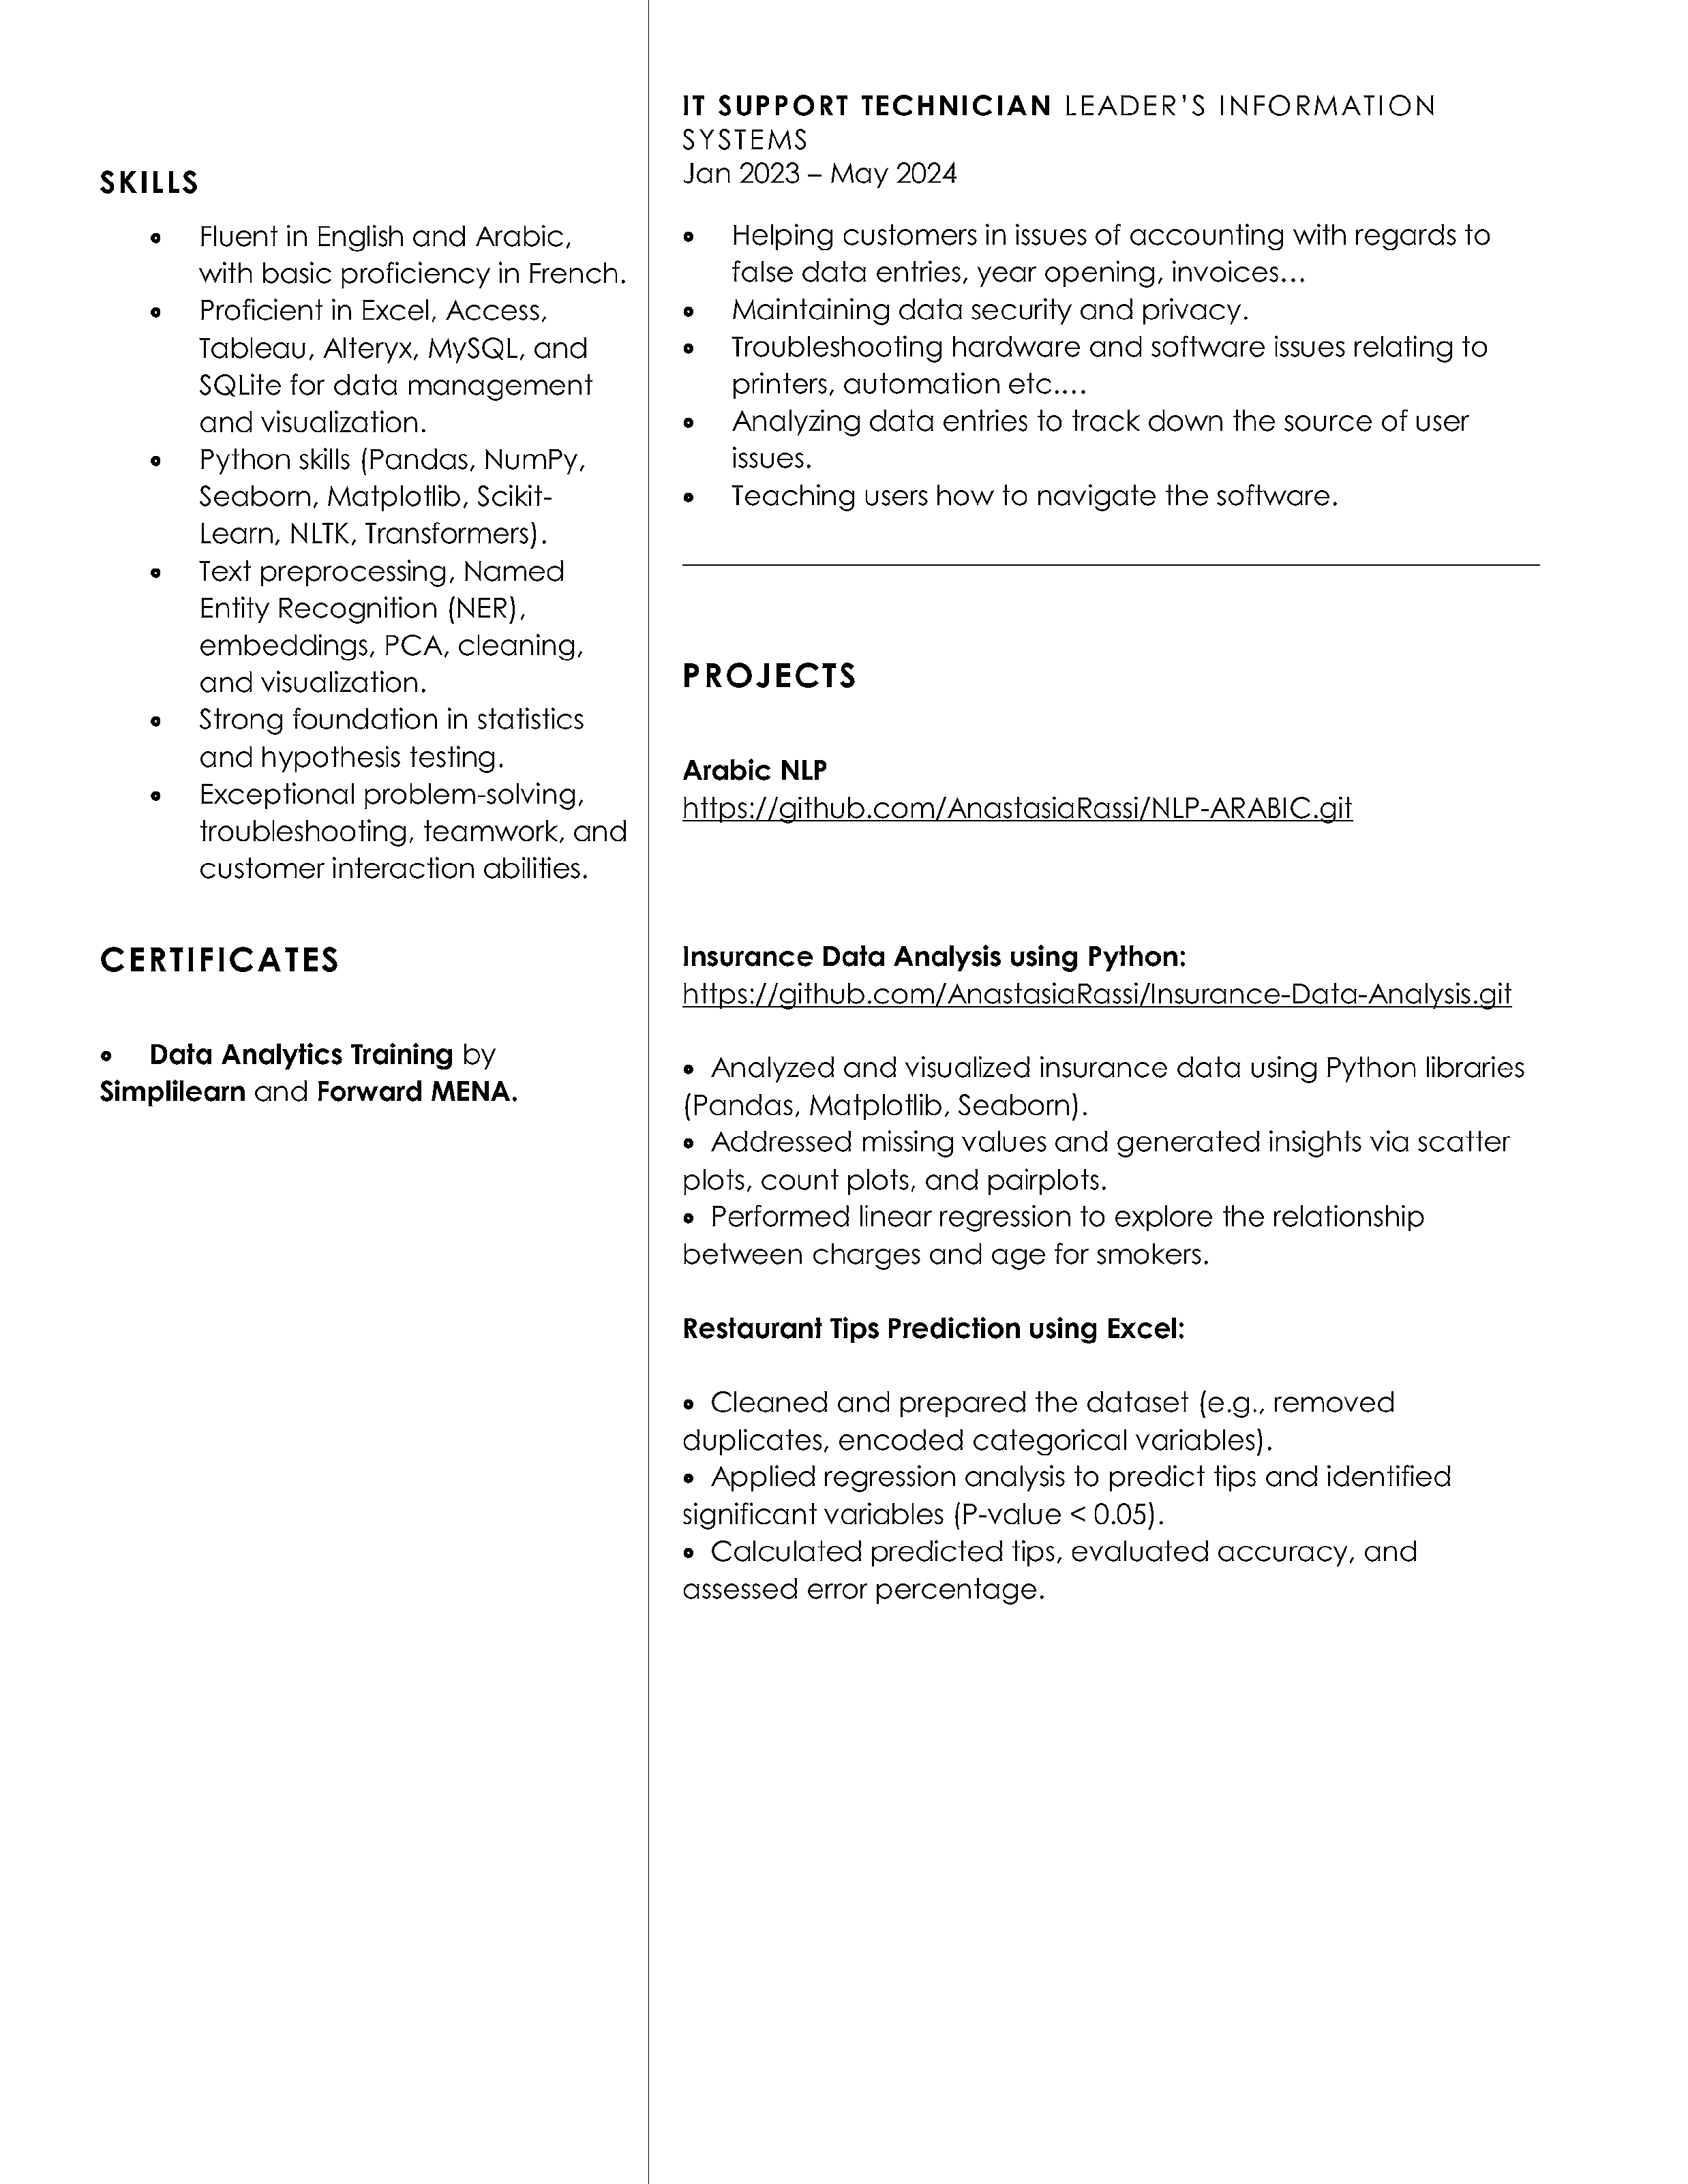 SKILLS
• Fluent in English and Arabic,
with basic proficiency in French.
• Proficient in Excel, Access,
Tableau, Alteryx, MySQL, and
SQLite for data management
and visualization.
• Python skills (Pandas, NumPy,
Seaborn, Matplotlib, Scikit-
Learn, NLTK, Transformers).
• Text preprocessing, Named
Entity Recognition (NER),
embeddings, PCA, cleaning,
and visualization.
• Strong foundation in statistics
and hypothesis testing.
• Exceptional problem-solving,
troubleshooting, teamwork, and
customer interaction abilities.
CERTIFICATES
• Data Analytics Training by
Simplilearn and Forward MENA.
IT SUPPORT TECHNICIAN LEADER’S INFORMATION
SYSTEMS
Jan 2023 – May 2024
• Helping customers in issues of accounting with regards to
false data entries, year opening, invoices…
• Maintaining data security and privacy.
• Troubleshooting hardware and software issues relating to
printers, automation etc.…
• Analyzing data entries to track down the source of user
issues.
• Teaching users how to navigate the software.
PROJECTS
Arabic NLP
https://github.com/AnastasiaRassi/NLP-ARABIC.git
Insurance Data Analysis using Python:
https://github.com/AnastasiaRassi/Insurance-Data-Analysis.git
• Analyzed and visualized insurance data using Python libraries
(Pandas, Matplotlib, Seaborn).
• Addressed missing values and generated insights via scatter
plots, count plots, and pairplots.
• Performed linear regression to explore the relationship
between charges and age for smokers.
Restaurant Tips Prediction using Excel:
• Cleaned and prepared the dataset (e.g., removed
duplicates, encoded categorical variables).
• Applied regression analysis to predict tips and identified
significant variables (P-value < 0.05).
• Calculated predicted tips, evaluated accuracy, and
assessed error percentage.